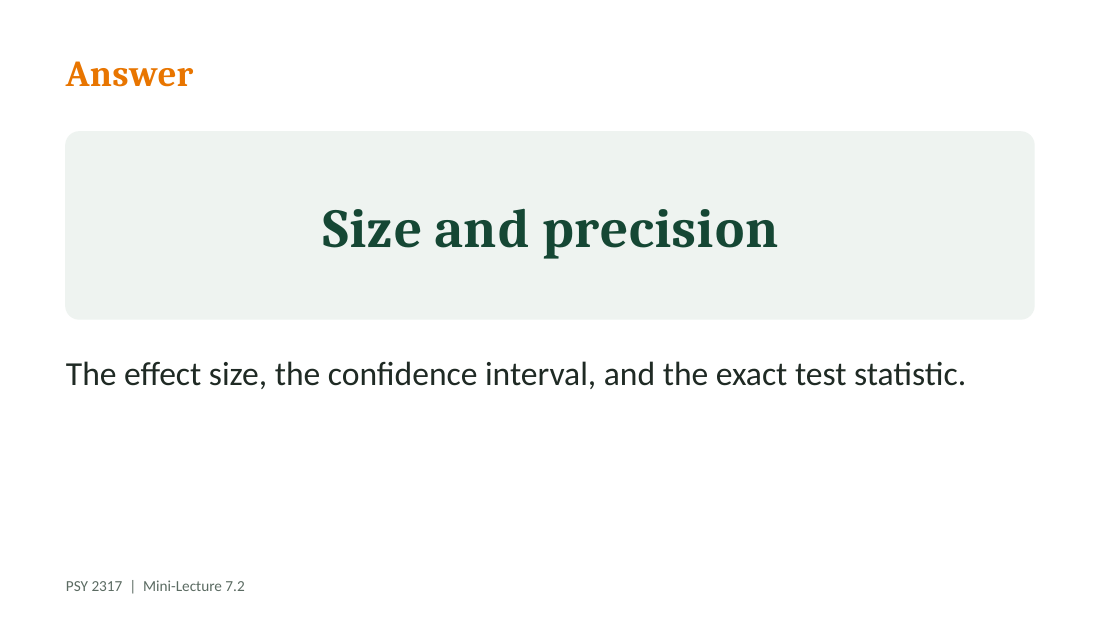 Answer
Size and precision
The effect size, the confidence interval, and the exact test statistic.
PSY 2317 | Mini-Lecture 7.2